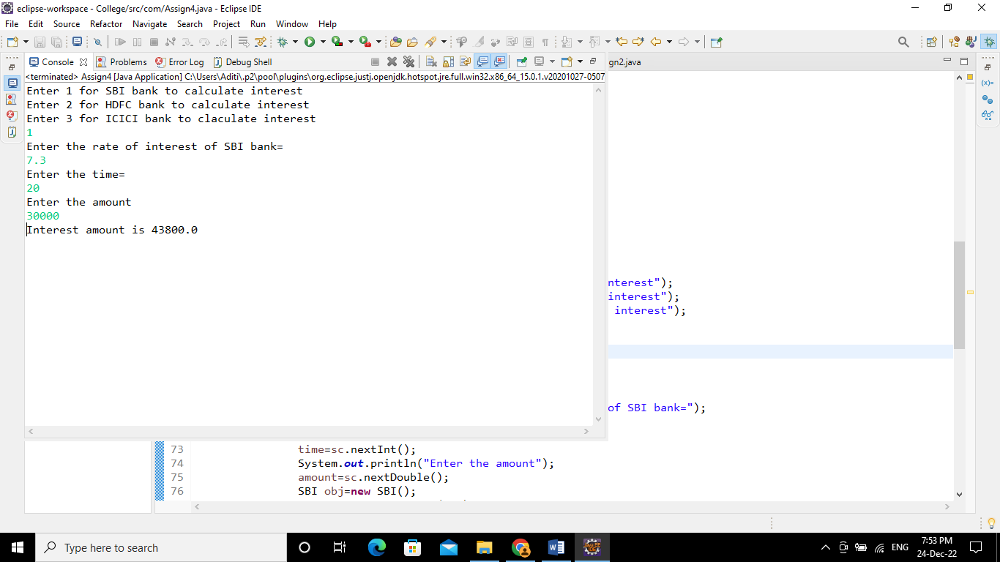 eclipse-workspace - College/src/com/Assign4.java - Eclipse IDE
File Edit Source Refactor Navigate Search Project Run Window Help
Console Problems Error Log Debug Shell
gn2.java
<terminated> Assign4 [Java Application] C:\Users\Aditi\.p2\pool\plugins\org.eclipse.justj.openjdk.hotspot.jre.full.win32.x86_64_15.0.1.v20201027-0507
Enter 1 for SBI bank to calculate interest
Enter 2 for HDFC bank to calculate interest
Enter 3 for ICICI bank to claculate interest
1
Enter the rate of interest of SBI bank=
7.3
Enter the time=
20
Enter the amount
30000
Interest amount is 43800.0
nterest");
interest");
interest");
of SBI bank=");
73 time=sc.nextInt();
74 System.out.println("Enter the amount");
75 amount=sc.nextDouble();
76 SBI obj=new SBI();
Type here to search
ENG
7:53 PM
24-Dec-22